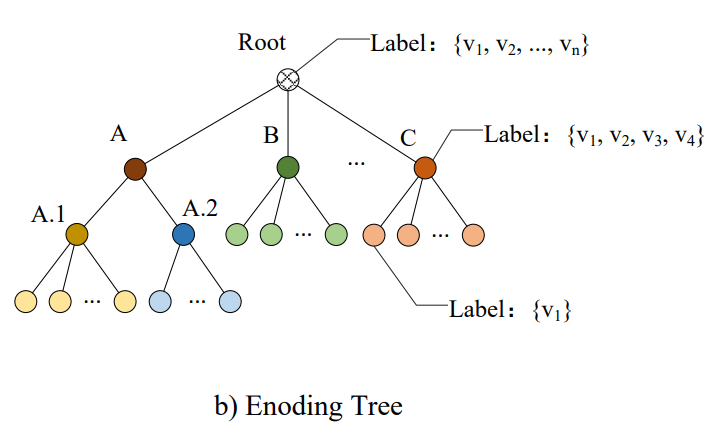 Root
Label: {v₁, v₂, ..., vₙ}
A
B
C
...
Label: {v₁, v₂, v₃, v₄}
A.1
A.2
...
...
...
...
Label: {v₁}
b) Enoding Tree